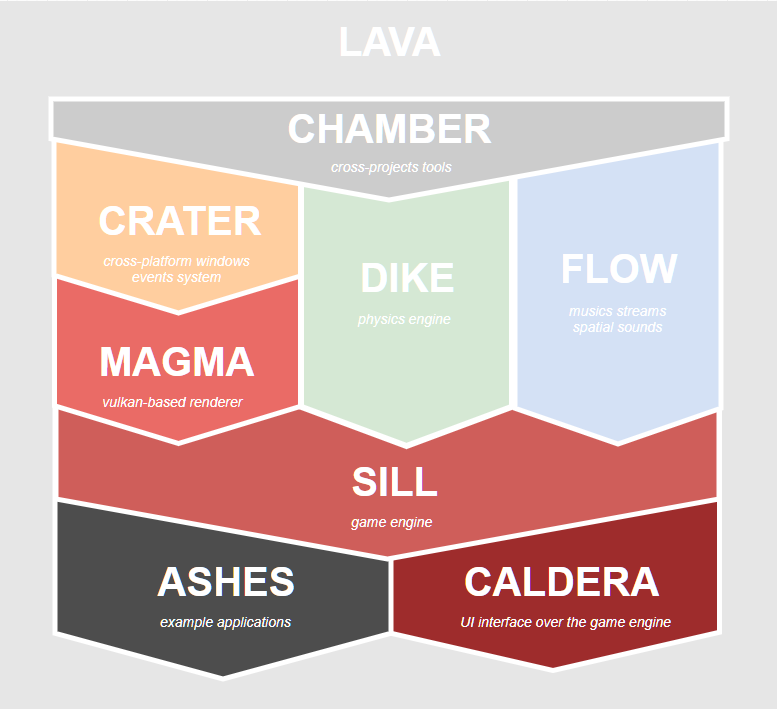 LAVA
CHAMBER
cross-projects tools
CRATER
cross-platform windows
events system
DIKE
physics engine
FLOW
musics streams
spatial sounds
MAGMA
vulkan-based renderer
SILL
game engine
ASHES
example applications
CALDERA
UI interface over the game engine